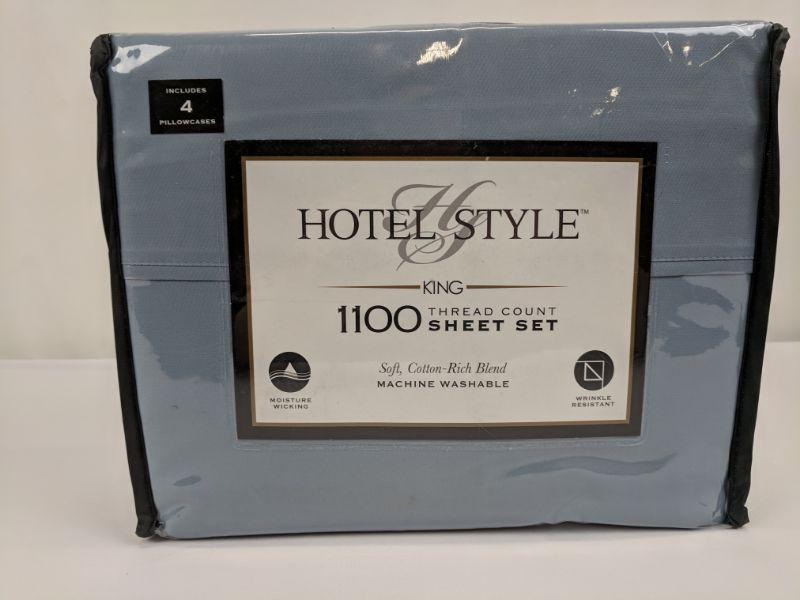 INCLUDES
4
PILLOWCASES
HS
HOTEL STYLE™
KING
1100 THREAD COUNT
SHEET SET
Soft, Cotton-Rich Blend
MACHINE WASHABLE
MOISTURE
WICKING
WRINKLE
RESISTANT